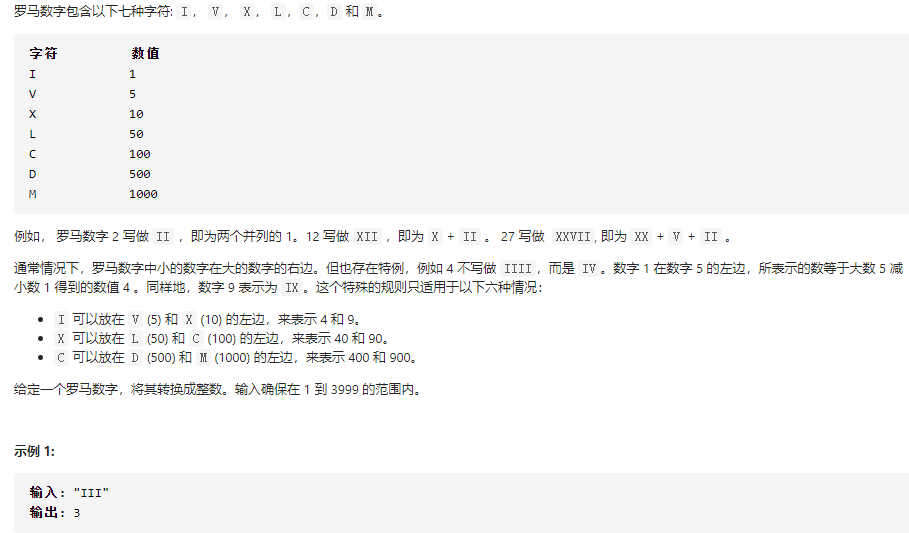 罗马数字包含以下七种字符: I， V， X， L，C，D 和 M。
字符 数值
I 1
V 5
X 10
L 50
C 100
D 500
M 1000
例如， 罗马数字 2 写做 II ，即为两个并列的 1。12 写做 XII ，即为 X + II 。 27 写做 XXVII, 即为 XX + V + II 。
通常情况下，罗马数字中小的数字在大的数字的右边。但也存在特例，例如 4 不写做 IIII，而是 IV。数字 1 在数字 5 的左边，所表示的数等于大数 5 减
小数 1 得到的数值 4 。同样地，数字 9 表示为 IX。这个特殊的规则只适用于以下六种情况：
• I 可以放在 V (5) 和 X (10) 的左边，来表示 4 和 9。
• X 可以放在 L (50) 和 C (100) 的左边，来表示 40 和 90。
• C 可以放在 D (500) 和 M (1000) 的左边，来表示 400 和 900。
给定一个罗马数字，将其转换成整数。输入确保在 1 到 3999 的范围内。
示例 1:
输入: "III"
输出: 3